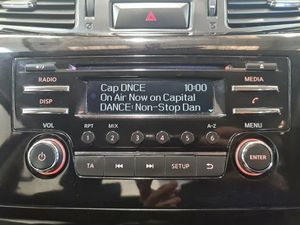 RADIO
MEDIA
DISP
Cap DNCE 10:00
On Air Now on Capital
DANCE: Non-Stop Dan
VOL RPT MIX A-Z MENU
1 2 3 4 5 6
TA SETUP ENTER